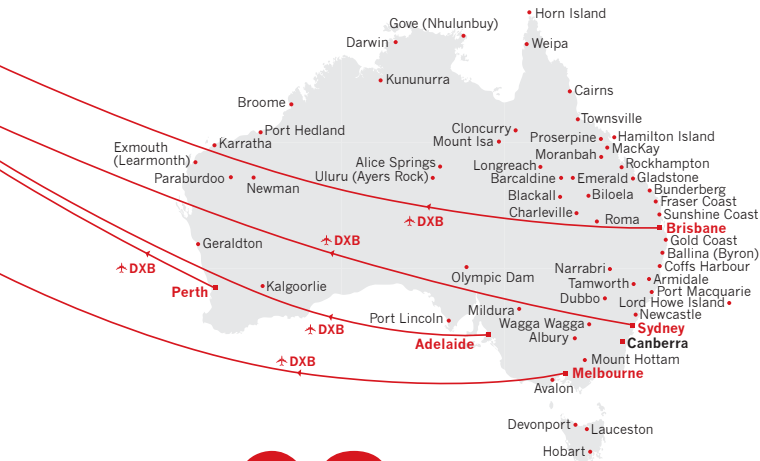 Horn Island
Gove (Nhulunbuy)
Darwin
Weipa
Kununurra
Cairns
Broome
Townsville
Port Hedland
Cloncurry
Hamilton Island
Proserpine
Karratha
Mount Isa
MacKay
Exmouth
(Learmonth)
Moranbah
Alice Springs
Longreach
Rockhampton
Paraburdoo
Uluru (Ayers Rock)
Barcaldine
Emerald
Gladstone
Newman
Bunderberg
Blackall
Biloela
Fraser Coast
Charleville
Sunshine Coast
DXB
Roma
Brisbane
Geraldton
DXB
Gold Coast
Ballina (Byron)
DXB
Narrabri
Coffs Harbour
Olympic Dam
Armidale
Kalgoorlie
Tamworth
Perth
Port Macquarie
Dubbo
Lord Howe Island
Mildura
Newcastle
Port Lincoln
Wagga Wagga
DXB
Sydney
Adelaide
Albury
Canberra
DXB
Mount Hottam
Melbourne
Avalon
Devonport
Lauceston
Hobart